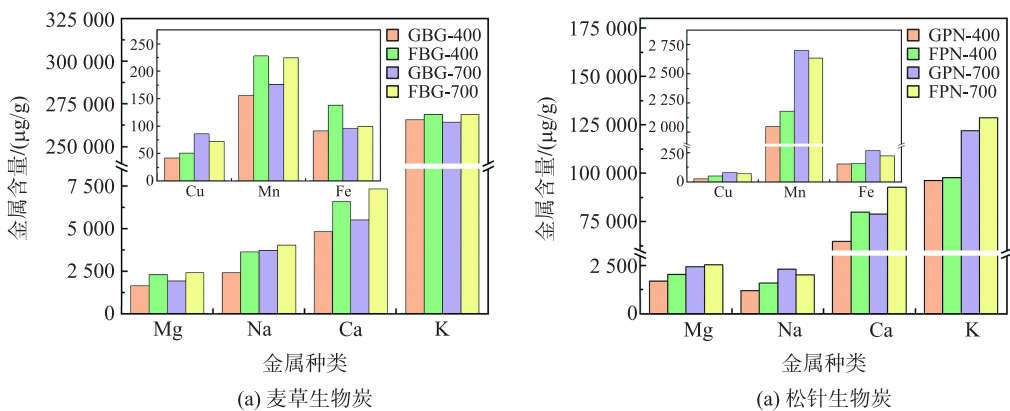 325 000
300 000
275 000
250 000
7 500
5 000
2 500
0
金属含量/(μg/g)
250
200
150
100
50
0
Cu
Mn
Fe
GBG-400
FBG-400
GBG-700
FBG-700
Mg
Na
Ca
K
金属种类
(a) 麦草生物炭
175 000
150 000
125 000
100 000
75 000
2 500
0
金属含量/(μg/g)
2 750
2 500
2 250
2 000
250
0
Cu
Mn
Fe
GPN-400
FPN-400
GPN-700
FPN-700
Mg
Na
Ca
K
金属种类
(a) 松针生物炭